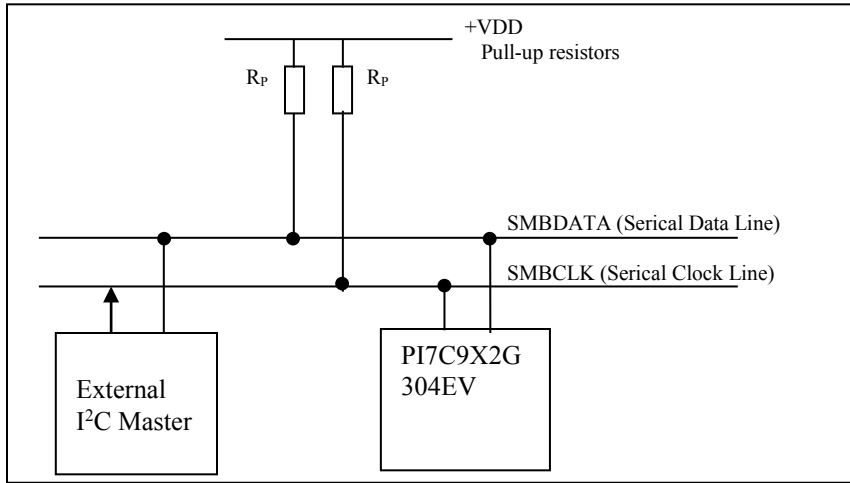 +VDD
Pull-up resistors
RP RP
SMBDATA (Serical Data Line)
SMBCLK (Serical Clock Line)
PI7C9X2G
304EV
External
I²C Master